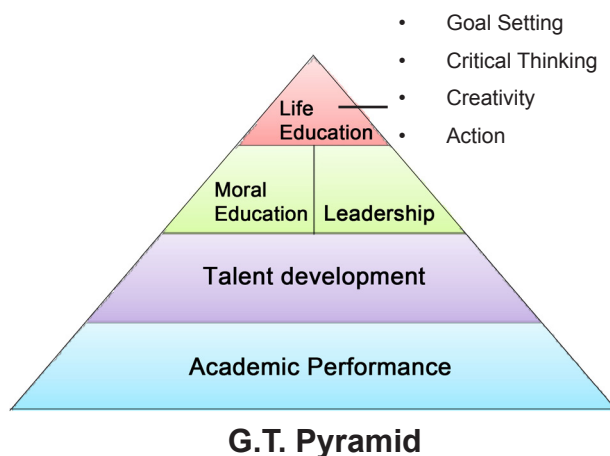 • Goal Setting
• Critical Thinking
• Creativity
• Action
Life
Education
Moral
Education
Leadership
Talent development
Academic Performance
G.T. Pyramid